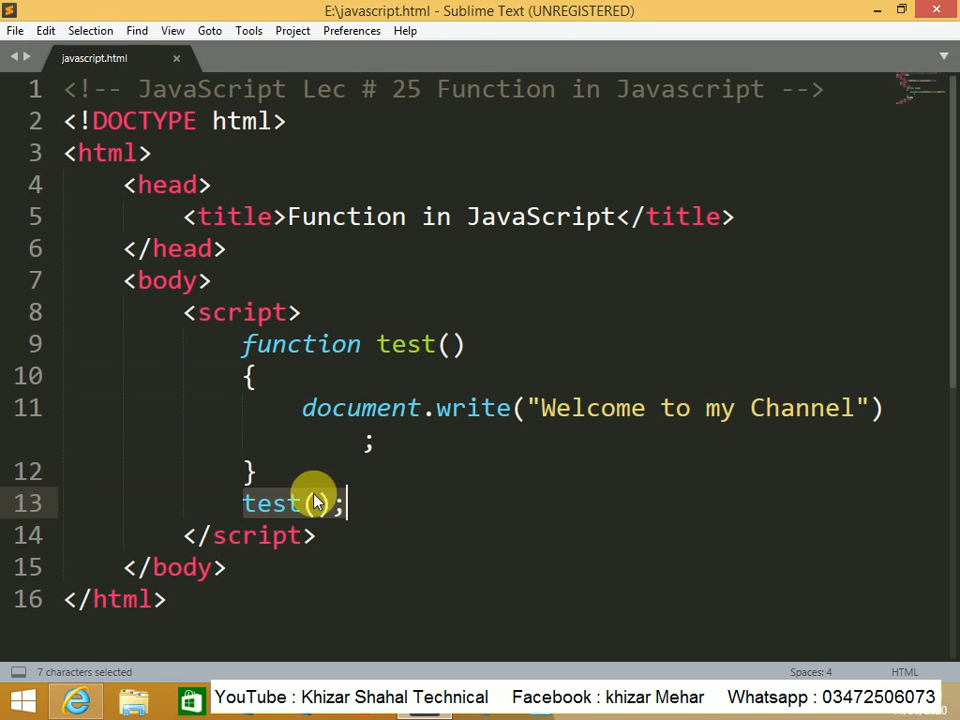 E:\javascript.html - Sublime Text (UNREGISTERED)
File Edit Selection Find View Goto Tools Project Preferences Help
javascript.html
1 <!-- JavaScript Lec # 25 Function in Javascript -->
2 <!DOCTYPE html>
3 <html>
4 <head>
5 <title>Function in JavaScript</title>
6 </head>
7 <body>
8 <script>
9 function test()
10 {
11 document.write("Welcome to my Channel")
;
12 }
13 test();
14 </script>
15 </body>
16 </html>
7 characters selected Spaces: 4 HTML
YouTube : Khizar Shahal Technical Facebook : khizar Mehar Whatsapp : 03472506073